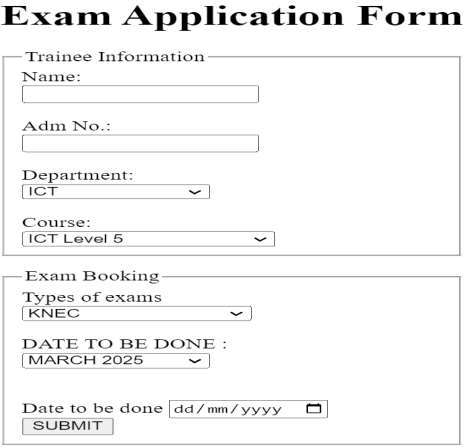 Exam Application Form
Trainee Information
Name:
Adm No.:
Department:
ICT
Course:
ICT Level 5
Exam Booking
Types of exams
KNEC
DATE TO BE DONE :
MARCH 2025
Date to be done dd/mm/yyyy
SUBMIT